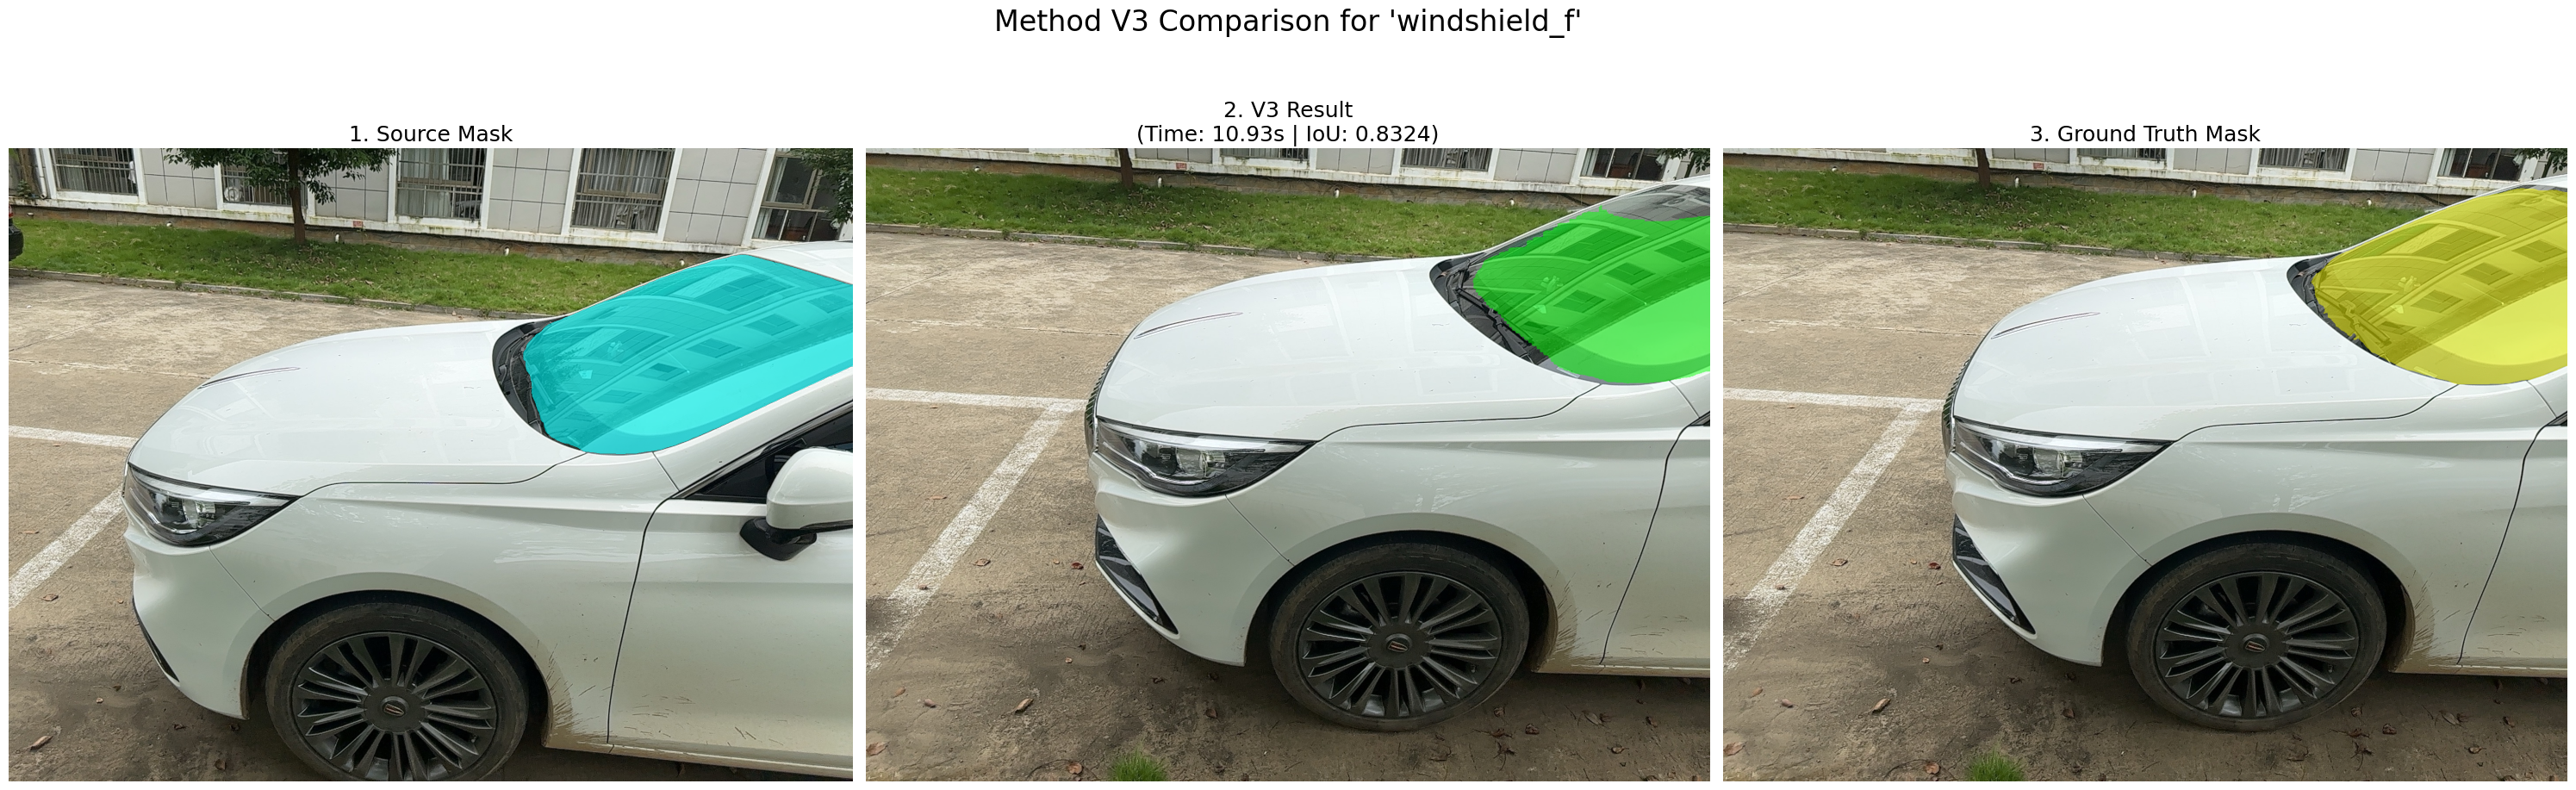 Method V3 Comparison for 'windshield_f'
1. Source Mask
2. V3 Result
(Time: 10.93s | IoU: 0.8324)
3. Ground Truth Mask